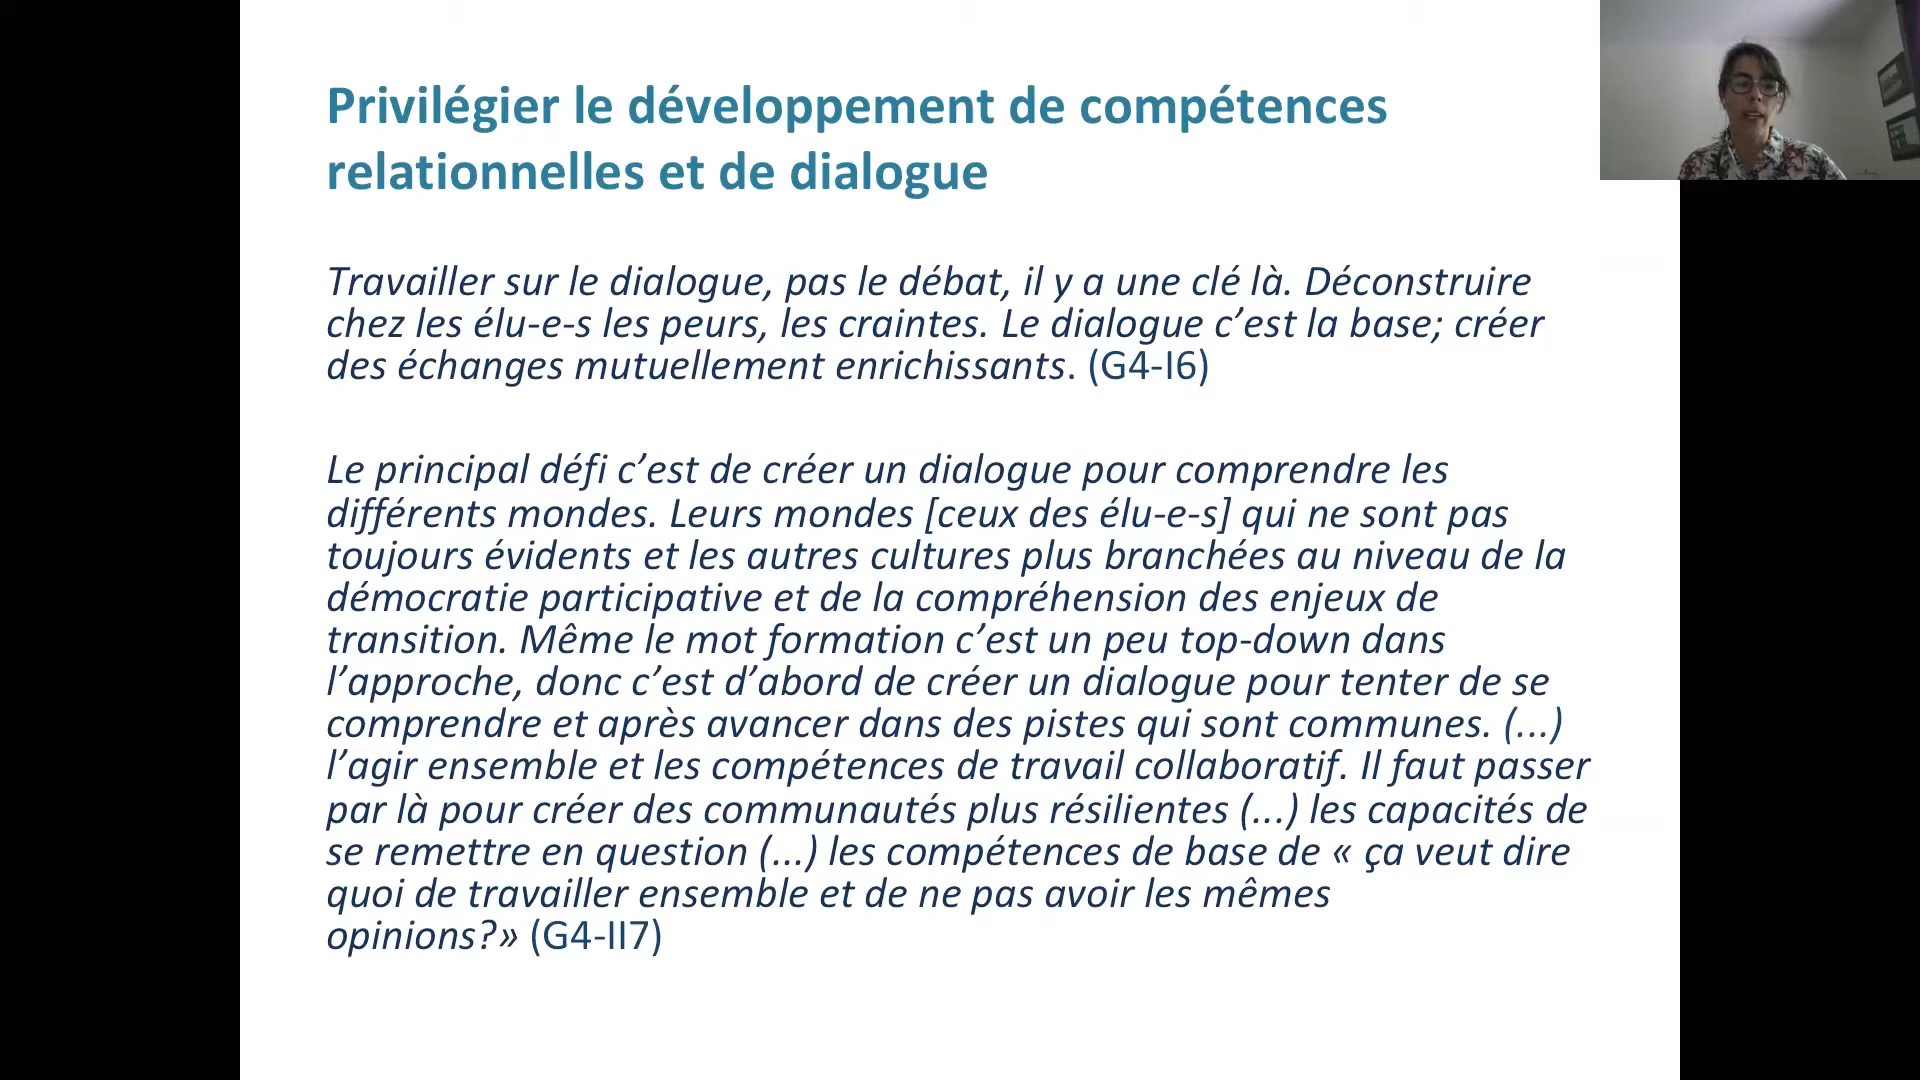 Privilégier le développement de compétences
relationnelles et de dialogue
Travailler sur le dialogue, pas le débat, il y a une clé là. Déconstruire
chez les élu-e-s les peurs, les craintes. Le dialogue c’est la base; créer
des échanges mutuellement enrichissants. (G4-I6)
Le principal défi c’est de créer un dialogue pour comprendre les
différents mondes. Leurs mondes [ceux des élu-e-s] qui ne sont pas
toujours évidents et les autres cultures plus branchées au niveau de la
démocratie participative et de la compréhension des enjeux de
transition. Même le mot formation c’est un peu top-down dans
l’approche, donc c’est d’abord de créer un dialogue pour tenter de se
comprendre et après avancer dans des pistes qui sont communes. (...)
l’agir ensemble et les compétences de travail collaboratif. Il faut passer
par là pour créer des communautés plus résilientes (...) les capacités de
se remettre en question (...) les compétences de base de « ça veut dire
quoi de travailler ensemble et de ne pas avoir les mêmes
opinions?» (G4-II7)